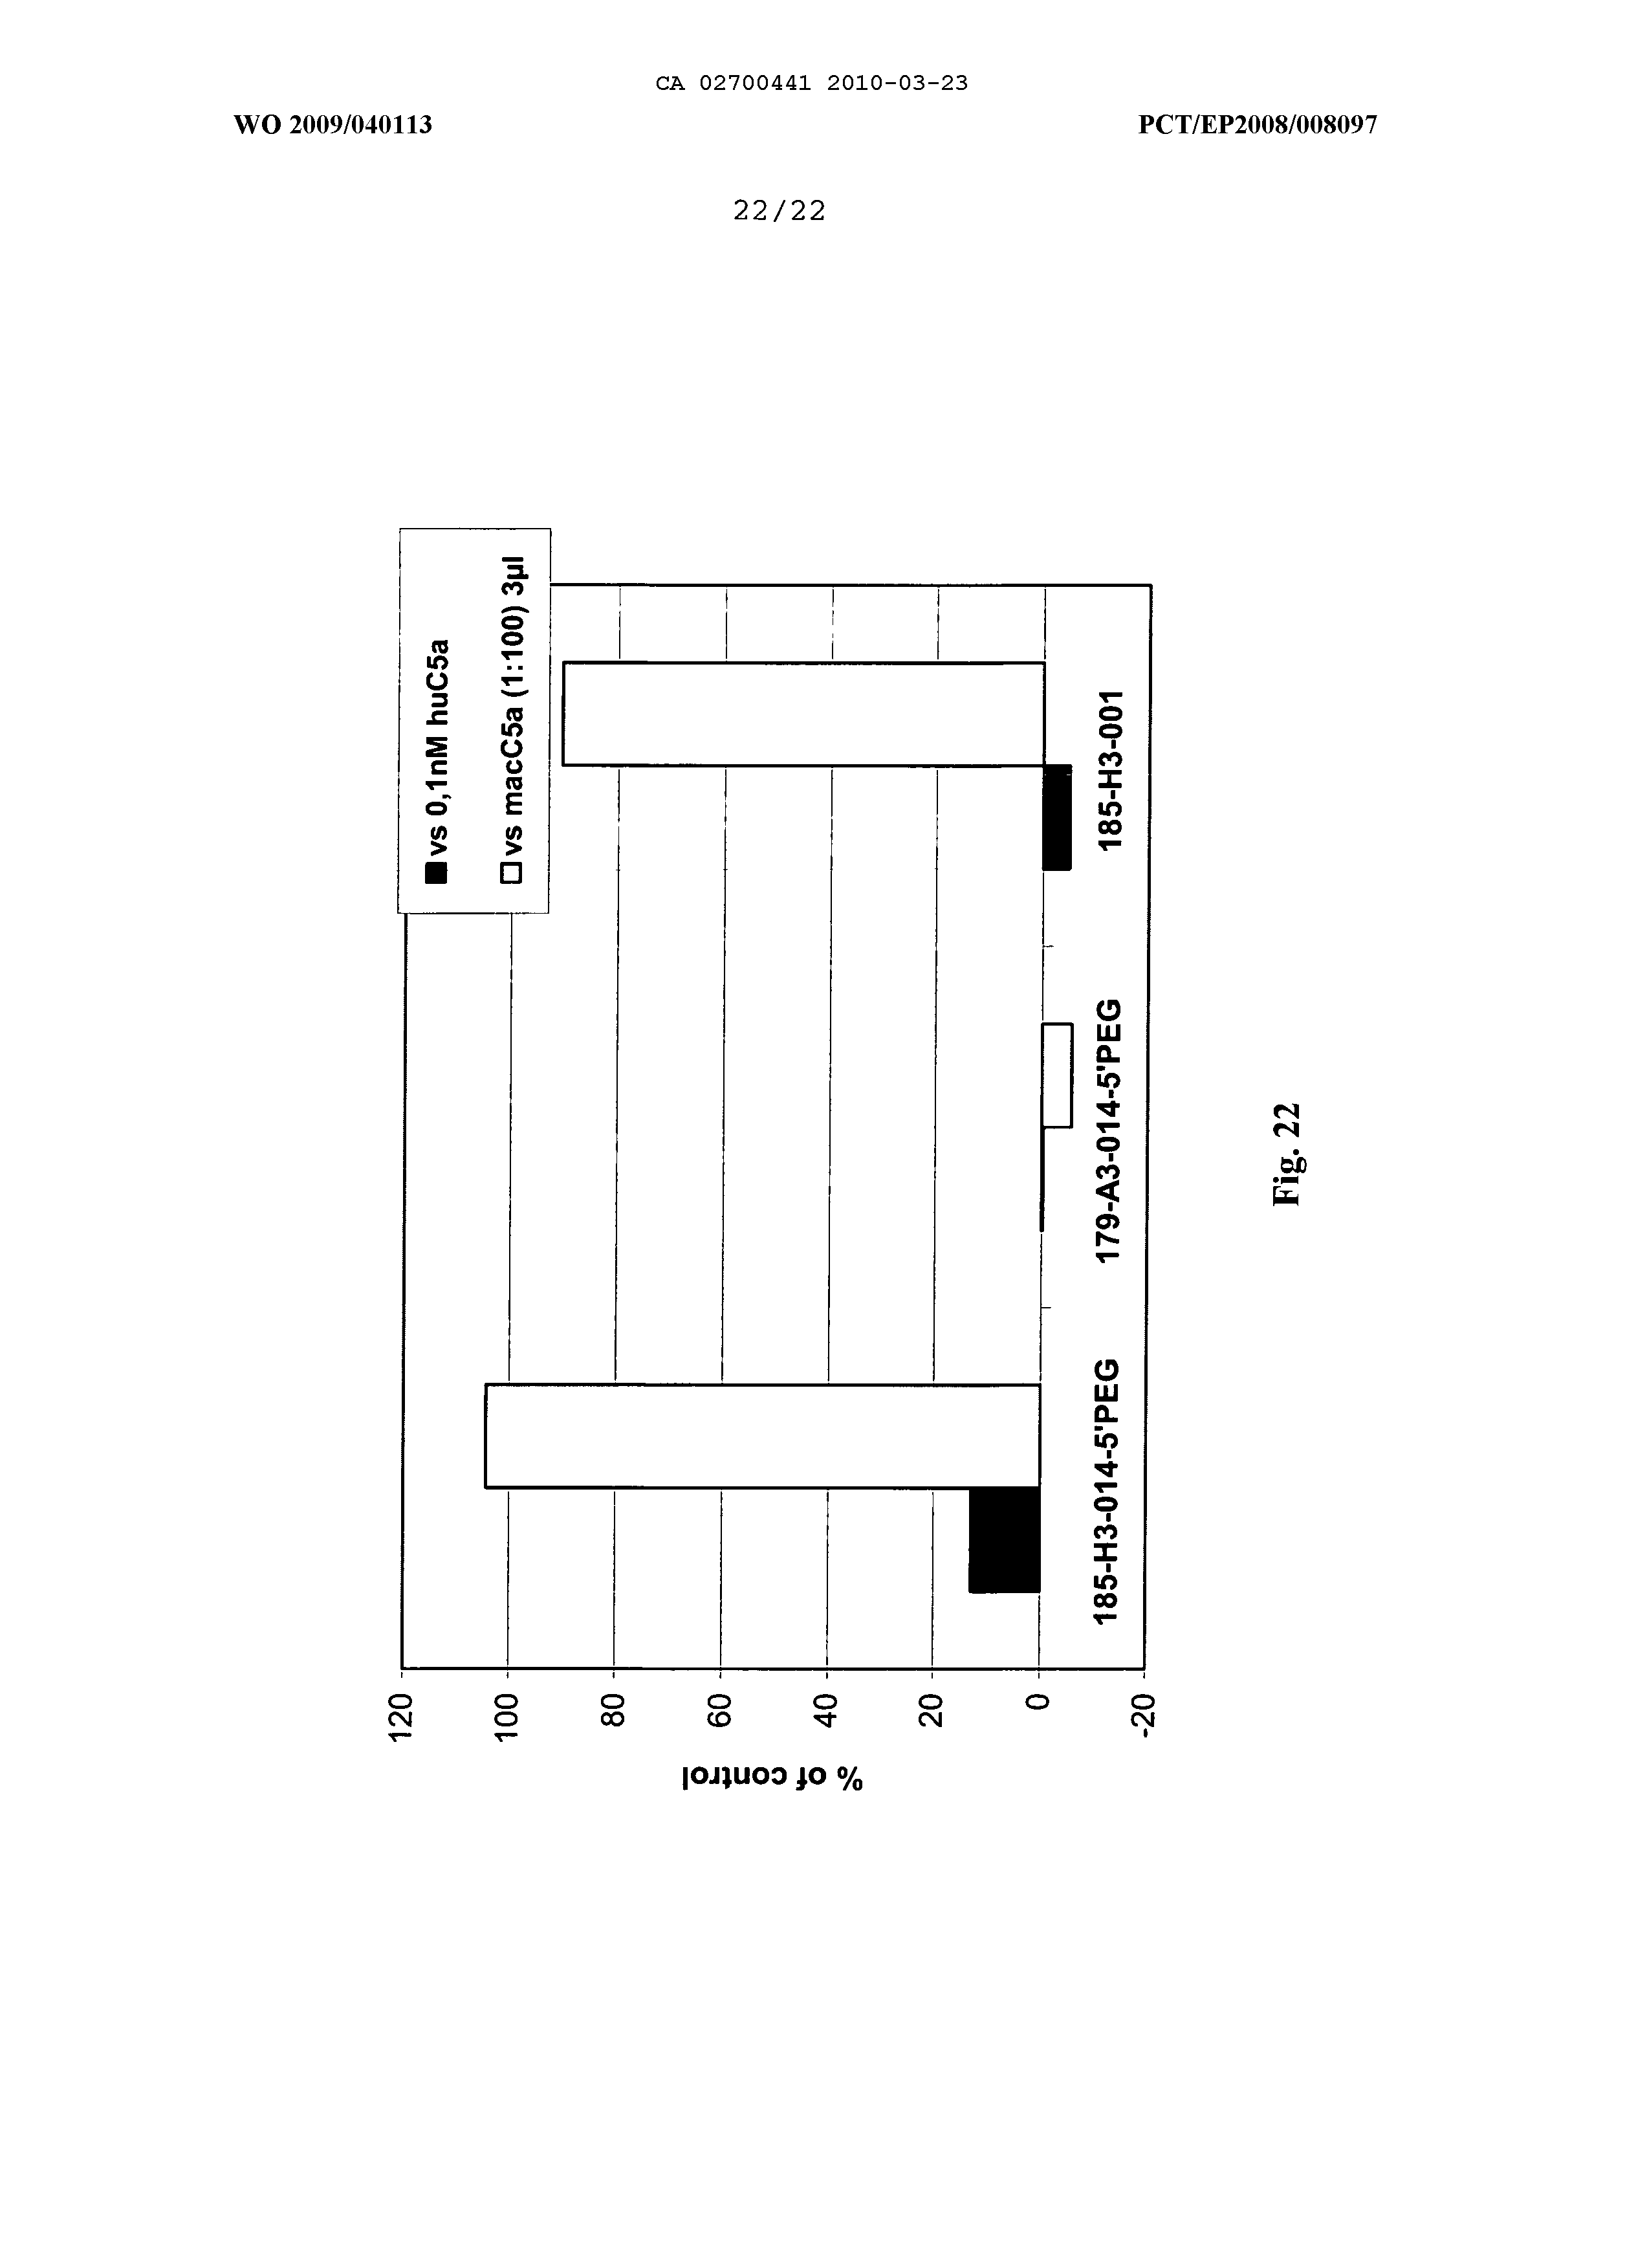 CA 02700441 2010-03-23
WO 2009/040113
PCT/EP2008/008097
22/22
vs 0,1nM huC5a
vs macC5a (1:100) 3µl
% of control
120
100
80
60
40
20
0
-20
185-H3-014-5'PEG
179-A3-014-5'PEG
185-H3-001
Fig. 22